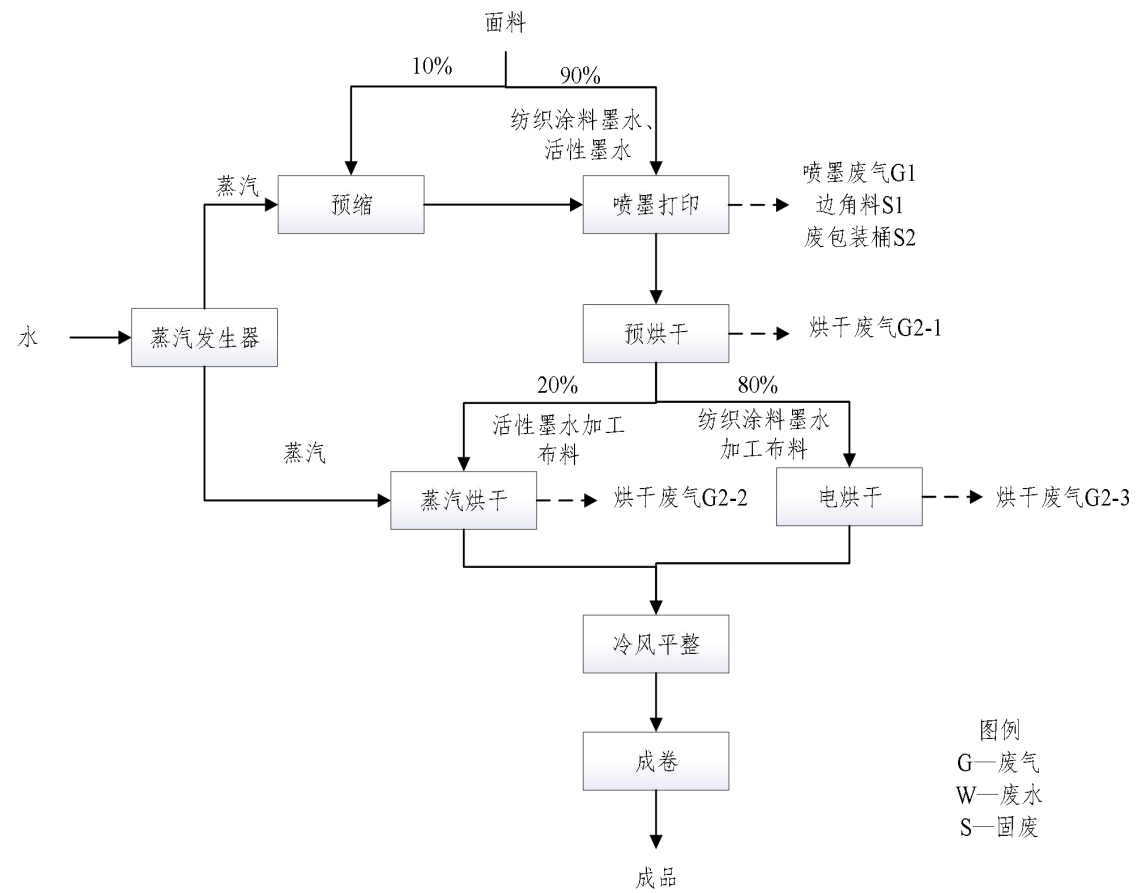 面料
10%
90%
纺织涂料墨水、
活性墨水
蒸汽
预缩
喷墨打印
喷墨废气G1
边角料S1
废包装桶S2
水
蒸汽发生器
预烘干
烘干废气G2-1
20%
80%
活性墨水加工
布料
纺织涂料墨水
加工布料
蒸汽
蒸汽烘干
烘干废气G2-2
电烘干
烘干废气G2-3
冷风平整
成卷
成品
图例
G—废气
W—废水
S—固废